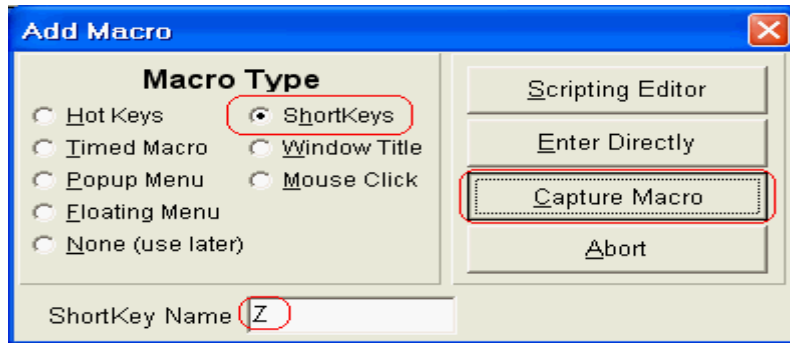 Add Macro
Macro Type
Hot Keys
ShortKeys
Timed Macro
Window Title
Popup Menu
Mouse Click
Floating Menu
None (use later)
Scripting Editor
Enter Directly
Capture Macro
Abort
ShortKey Name Z